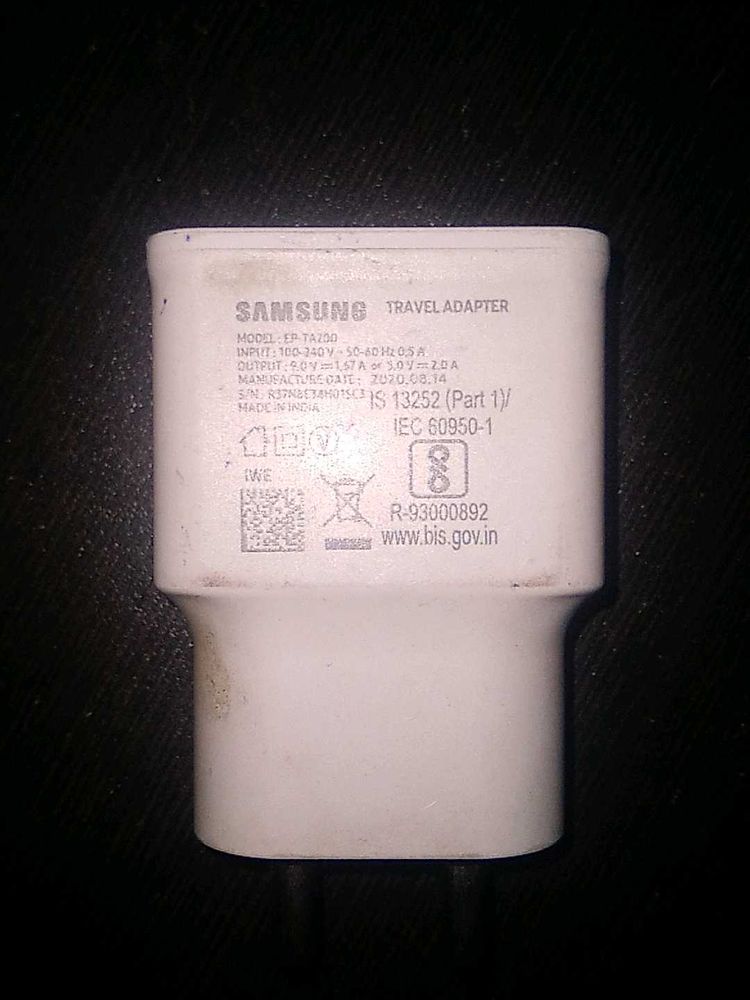 SAMSUNG TRAVEL ADAPTER
MODEL : EP-TA200
INPUT : 100-240 V ~ 50-60 Hz 0.5 A
OUTPUT : 9.0 V ⎓ 1.67 A or 5.0 V ⎓ 2.0 A
MANUFACTURE DATE : 2020.08.14
S/N :
MADE IN INDIA
IS 13252 (Part 1)/
IEC 60950-1
V
IWE
R-93000892
www.bis.gov.in